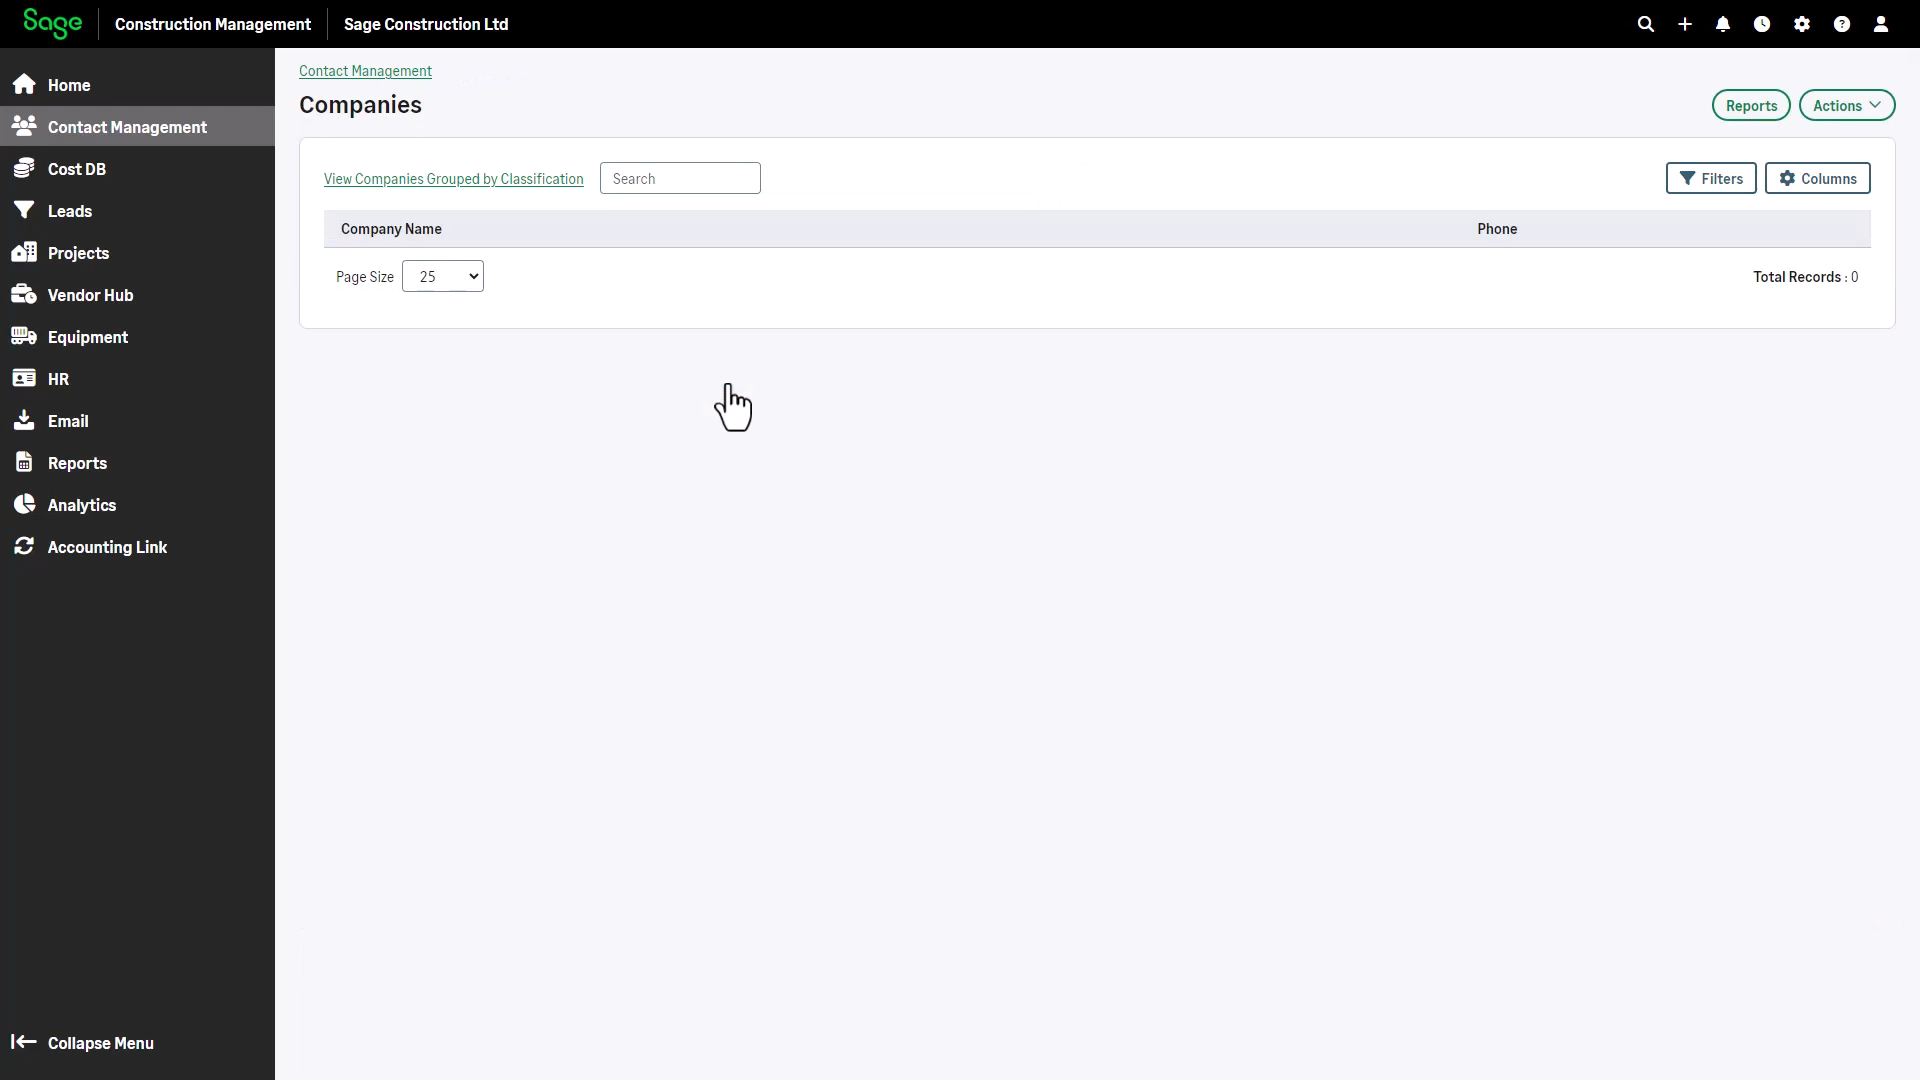 Sage
Construction Management
Sage Construction Ltd
Home
Contact Management
Cost DB
Leads
Projects
Vendor Hub
Equipment
HR
Email
Reports
Analytics
Accounting Link
Collapse Menu
Contact Management
Companies
Reports
Actions
View Companies Grouped by Classification
Search
Filters
Columns
Company Name
Phone
Page Size 25
Total Records : 0